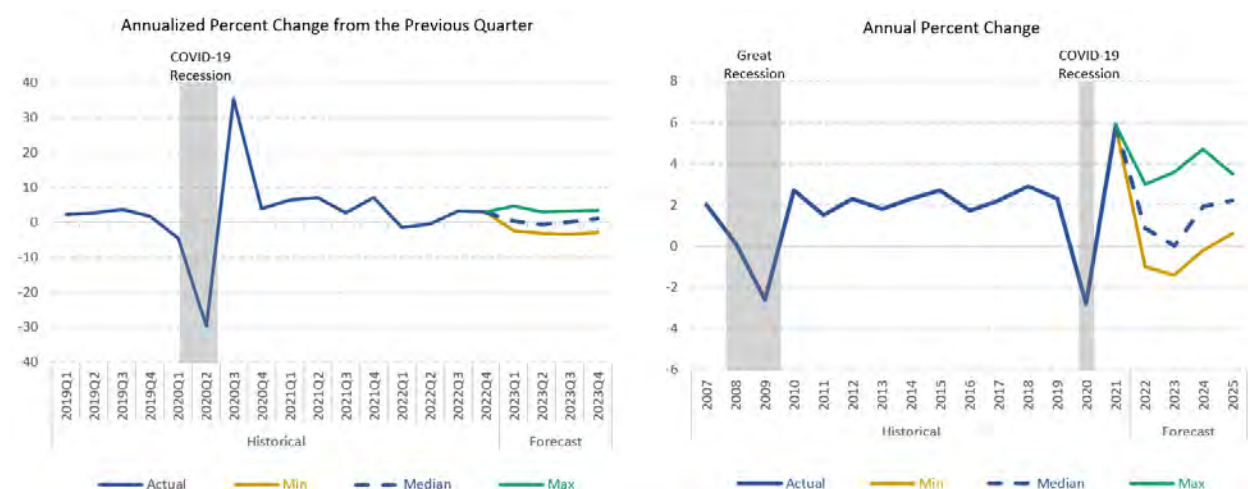 Annualized Percent Change from the Previous Quarter
COVID-19
Recession
40
30
20
10
0
-10
-20
-30
40
2019Q1
2019Q2
2019Q3
2019Q4
2020Q1
2020Q2
2020Q3
2020Q4
2021Q1
2021Q2
2021Q3
2021Q4
2022Q1
2022Q2
2022Q3
2022Q4
2023Q1
2023Q2
2023Q3
2023Q4
Historical
Forecast
Actual
Min
Median
Max
Annual Percent Change
Great
Recession
COVID-19
Recession
8
6
4
2
0
-2
-4
-6
2007
2008
2009
2010
2011
2012
2013
2014
2015
2016
2017
2018
2019
2020
2021
2022
2023
2024
2025
Historical
Forecast
Actual
Min
Median
Max